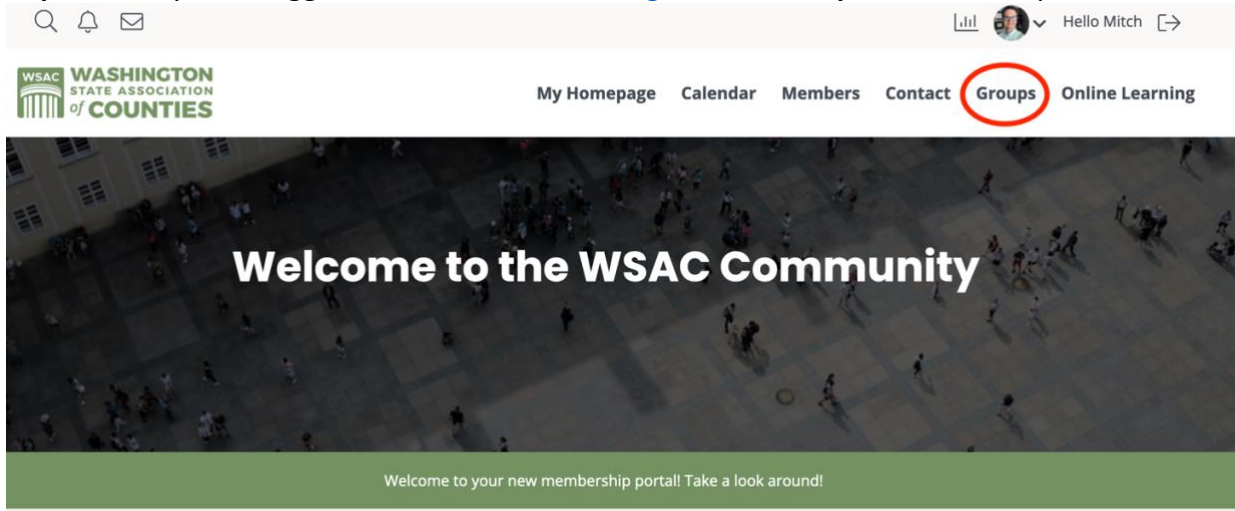 Hello Mitch
WSAC WASHINGTON
STATE ASSOCIATION
of COUNTIES
My Homepage Calendar Members Contact Groups Online Learning
Welcome to the WSAC Community
Welcome to your new membership portal! Take a look around!